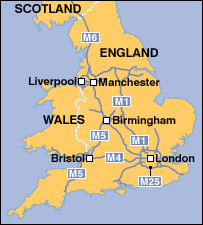 SCOTLAND
M6
ENGLAND
Liverpool
Manchester
M1
WALES
Birmingham
M5
M1
Bristol
M4
London
M5
M25